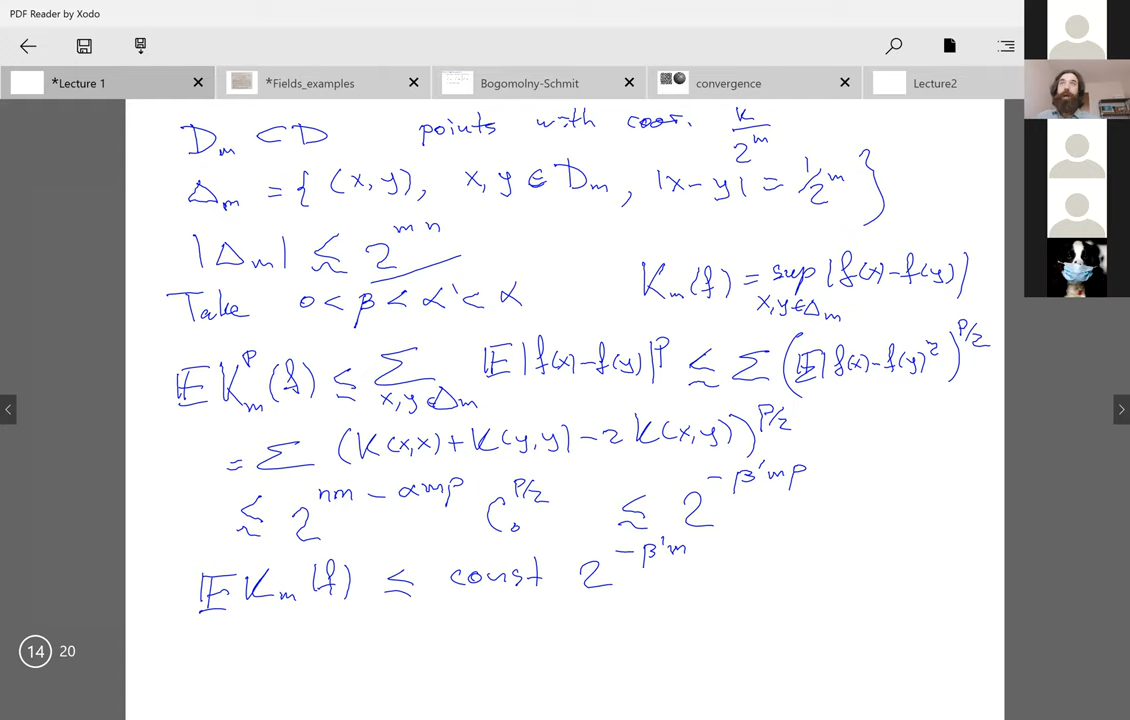 PDF Reader by Xodo
*Lecture 1
*Fields_examples
Bogomolny-Schmit
convergence
Lecture2
D_m ⊂ D points with coor. k/2^m
Δ_m = { (x,y), x,y ∈ D_m, |x-y| = 1/2^m }
|Δ_m| ≲ 2^{mn}
Take 0 < β < α' < α
K_m(f) = sup_{x,y∈Δ_m} |f(x)-f(y)|
𝔼 K_m^p(f) ≤ Σ_{x,y∈Δ_m} 𝔼|f(x)-f(y)|^p ≲ Σ (𝔼|f(x)-f(y)^2)^{p/2}
= Σ (K(x,x)+K(y,y)-2K(x,y))^{p/2}
≲ 2^{nm-αmp} C_0^{p/2} ≲ 2^{-β'mp}
𝔼 K_m(f) ≤ const 2^{-β'm}
14 20